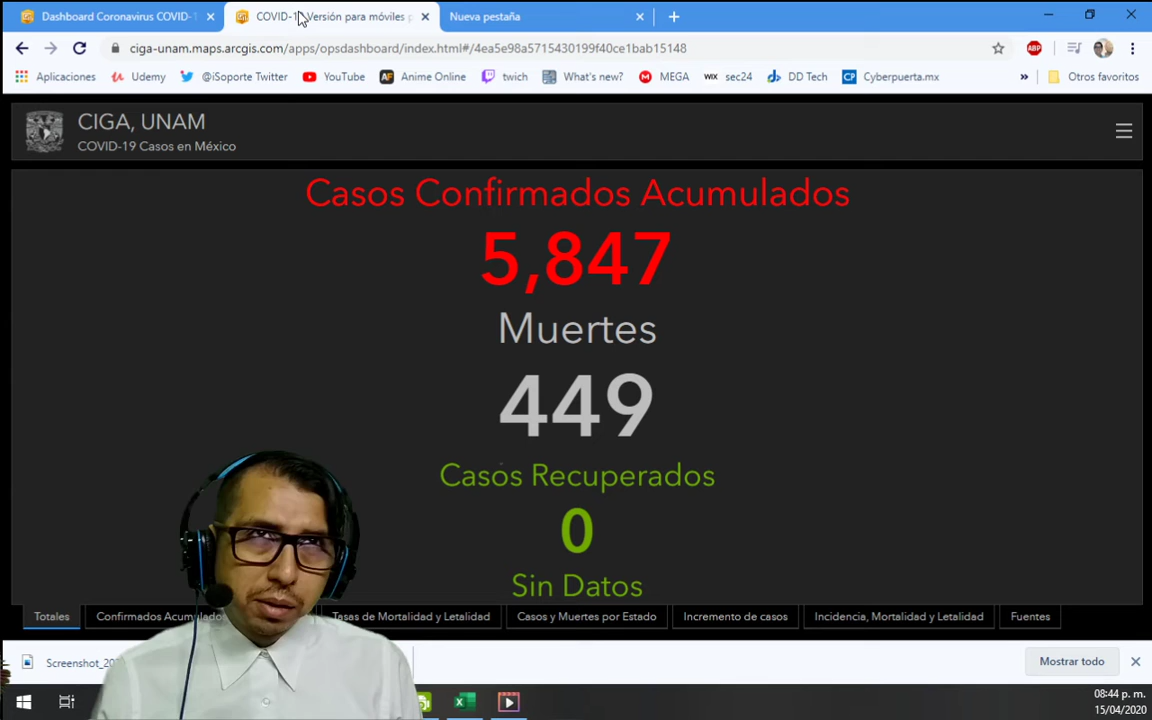 Dashboard Coronavirus COVID-1
COVID-1 Versión para móviles p
Nueva pestaña
ciga-unam.maps.arcgis.com/apps/opsdashboard/index.html#/4ea5e98a5715430199f40ce1bab15148
ABP
Aplicaciones
Udemy
@iSoporte Twitter
YouTube
Anime Online
twich
What's new?
MEGA
WIX sec24
DD Tech
Cyberpuerta.mx
»
Otros favoritos
CIGA, UNAM
COVID-19 Casos en México
Casos Confirmados Acumulados
5,847
Muertes
449
Casos Recuperados
0
Sin Datos
Totales
Confirmados Acumulados
Tasas de Mortalidad y Letalidad
Casos y Muertes por Estado
Incremento de casos
Incidencia, Mortalidad y Letalidad
Fuentes
Screenshot_20
Mostrar todo
08:44 p. m.
15/04/2020